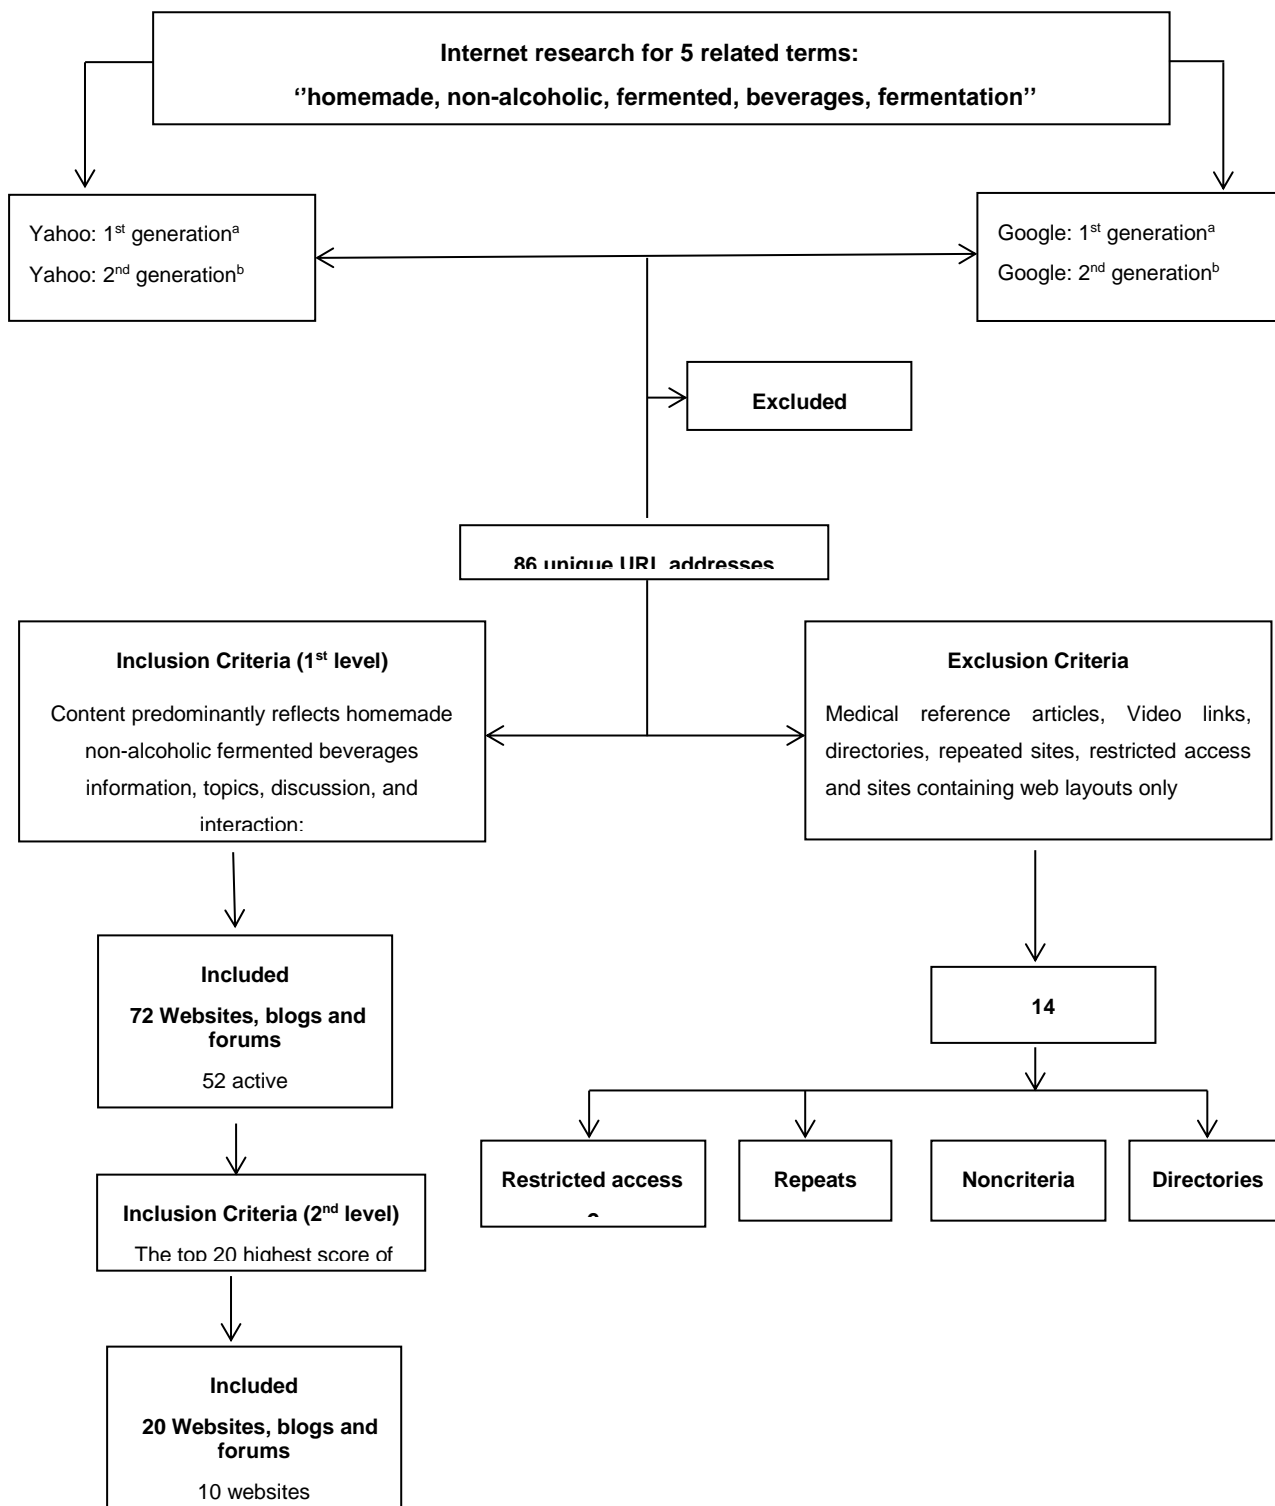 Internet research for 5 related terms:
‘’homemade, non-alcoholic, fermented, beverages, fermentation’’
Yahoo: 1st generationa
Yahoo: 2nd generationb
Google: 1st generationa
Google: 2nd generationb
Excluded
86 unique URL addresses
Inclusion Criteria (1st level)
Content predominantly reflects homemade
non-alcoholic fermented beverages
information, topics, discussion, and
interaction:
Exclusion Criteria
Medical reference articles, Video links,
directories, repeated sites, restricted access
and sites containing web layouts only
Included
72 Websites, blogs and
forums
52 active
14
Restricted access
Repeats
Noncriteria
Directories
Inclusion Criteria (2nd level)
The top 20 highest score of
Included
20 Websites, blogs and
forums
10 websites